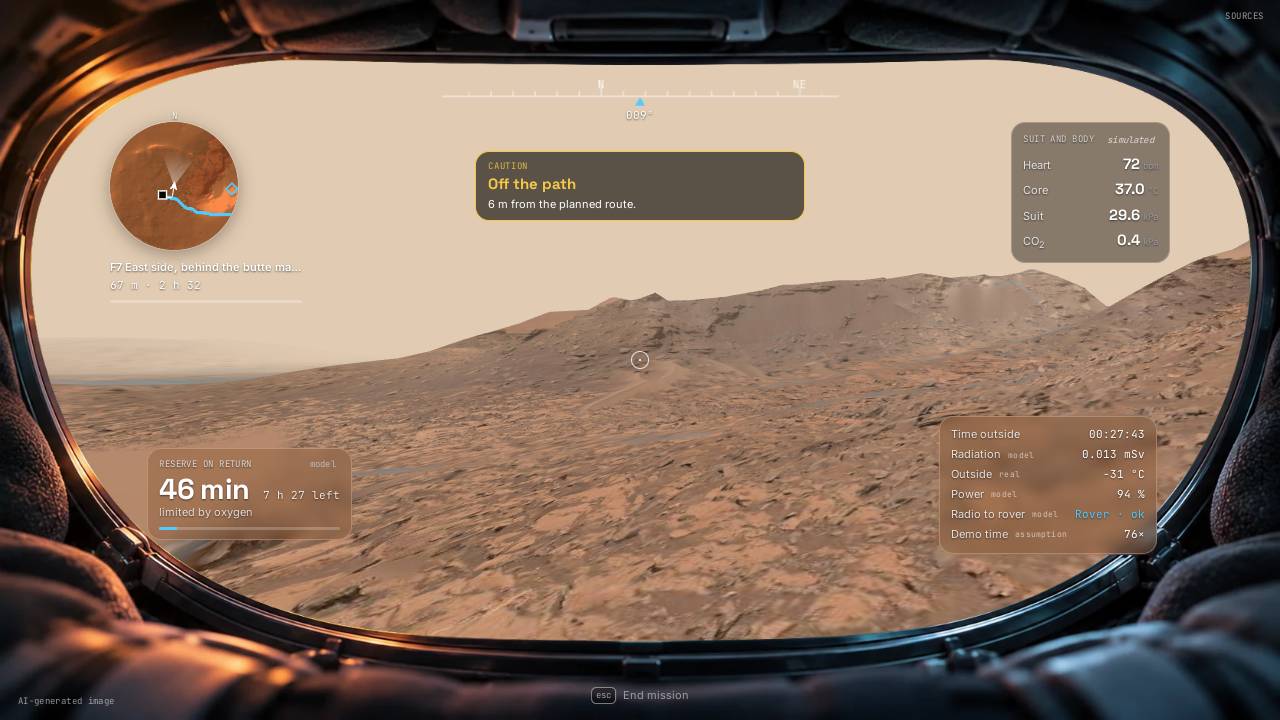 SOURCES
N NE
009°
N
CAUTION
Off the path
6 m from the planned route.
F7 East side, behind the butte ma...
67 m · 2 h 32
SUIT AND BODY simulated
Heart 72 bpm
Core 37.0 °C
Suit 29.6 kPa
CO₂ 0.4 kPa
RESERVE ON RETURN model
46 min 7 h 27 left
limited by oxygen
Time outside 00:27:43
Radiation model 0.013 mSv
Outside real -31 °C
Power model 94 %
Radio to rover model Rover · ok
Demo time assumption 76×
esc End mission
AI-generated image